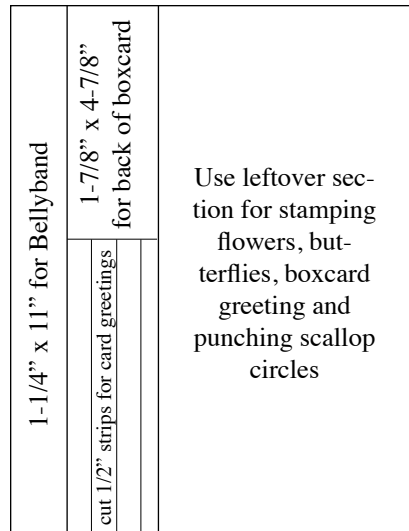 1-1/4” x 11” for Bellyband
1-7/8” x 4-7/8”
for back of boxcard
cut 1/2” strips for card greetings
Use leftover sec-
tion for stamping
flowers, but-
terflies, boxcard
greeting and
punching scallop
circles